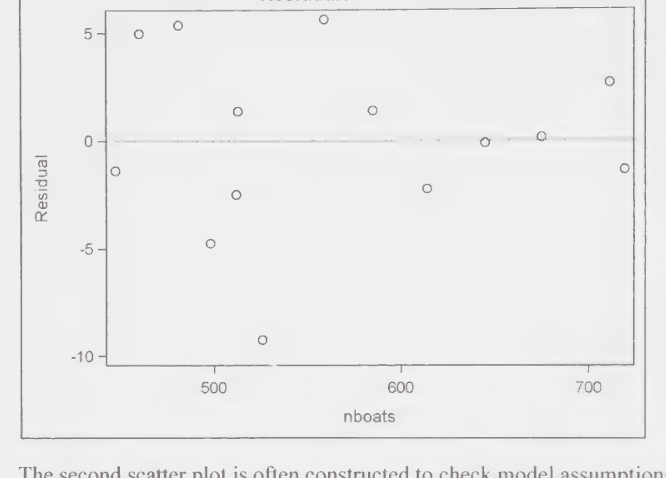 5
0
-5
-10
Residual
500 600 700
nboats
The second scatter plot is often constructed to check model assumption